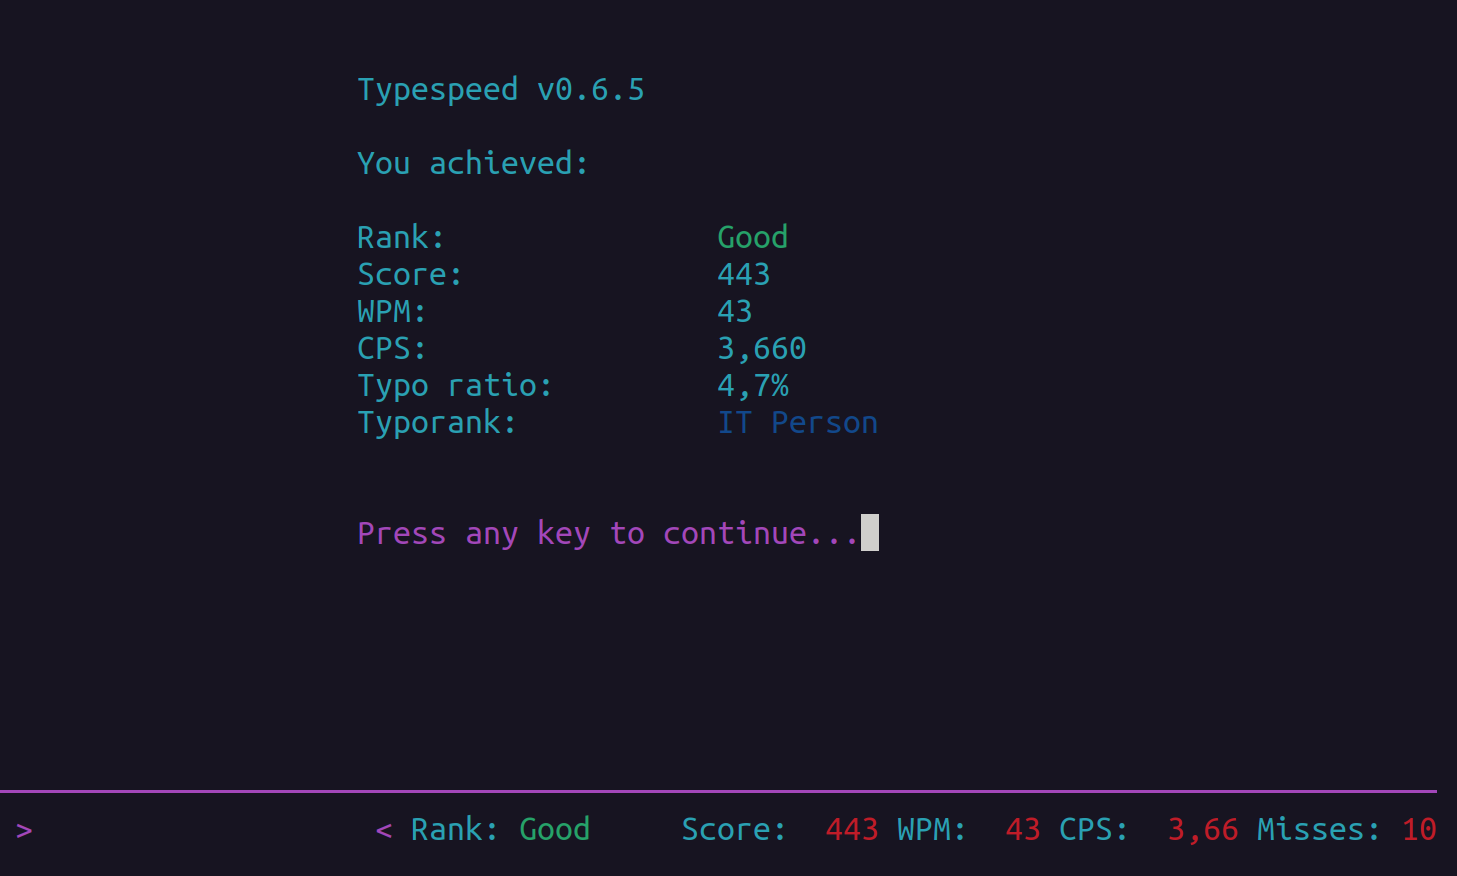 Typespeed v0.6.5
You achieved:
Rank: Good
Score: 443
WPM: 43
CPS: 3,660
Typo ratio: 4,7%
Typorank: IT Person
Press any key to continue...
> < Rank: Good Score: 443 WPM: 43 CPS: 3,66 Misses: 10